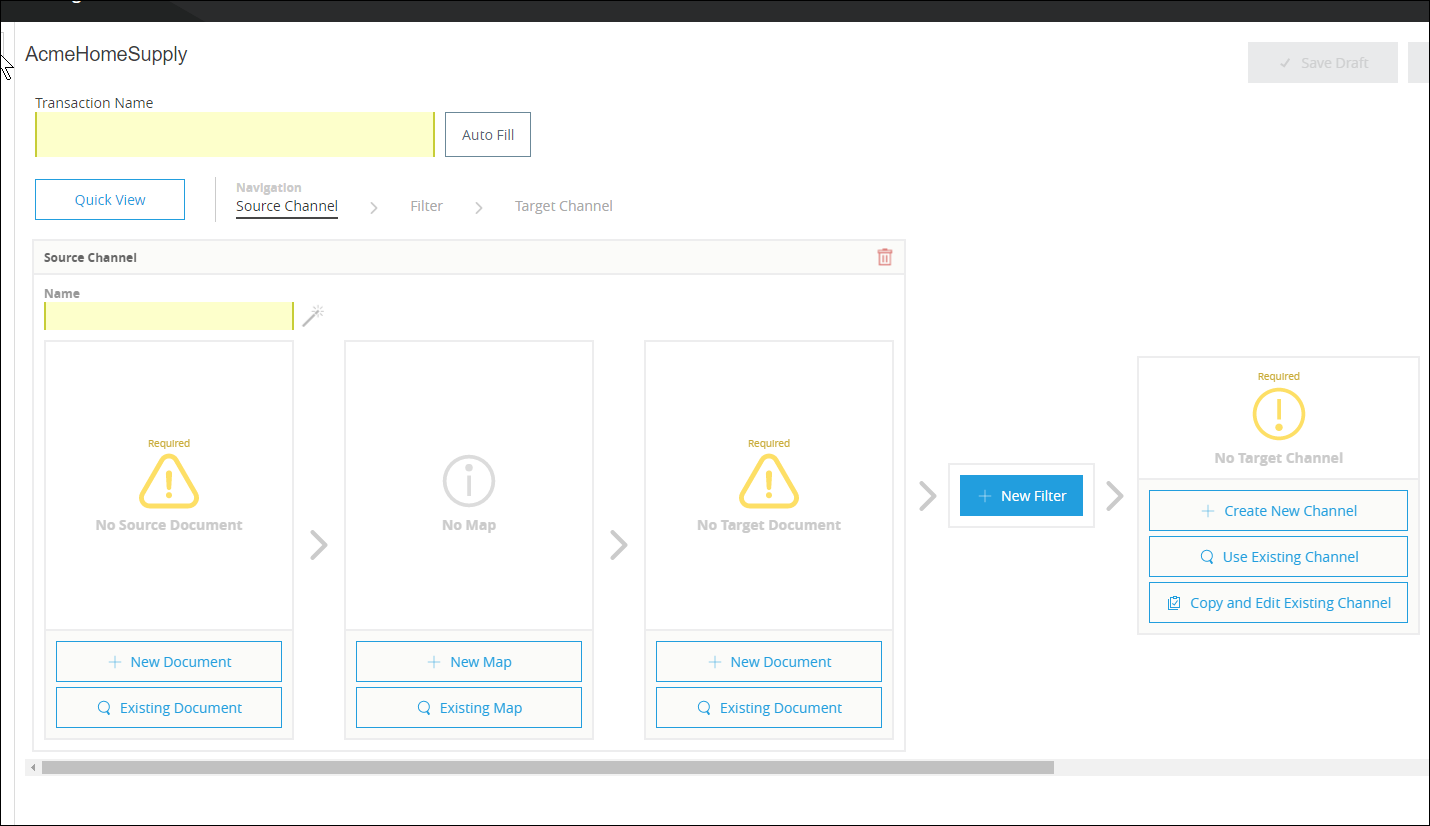 AcmeHomeSupply
Save Draft
Transaction Name
Auto Fill
Quick View
Navigation
Source Channel
Filter
Target Channel
Source Channel
Name
Required
No Source Document
New Document
Existing Document
No Map
New Map
Existing Map
Required
No Target Document
New Document
Existing Document
New Filter
Required
No Target Channel
Create New Channel
Use Existing Channel
Copy and Edit Existing Channel